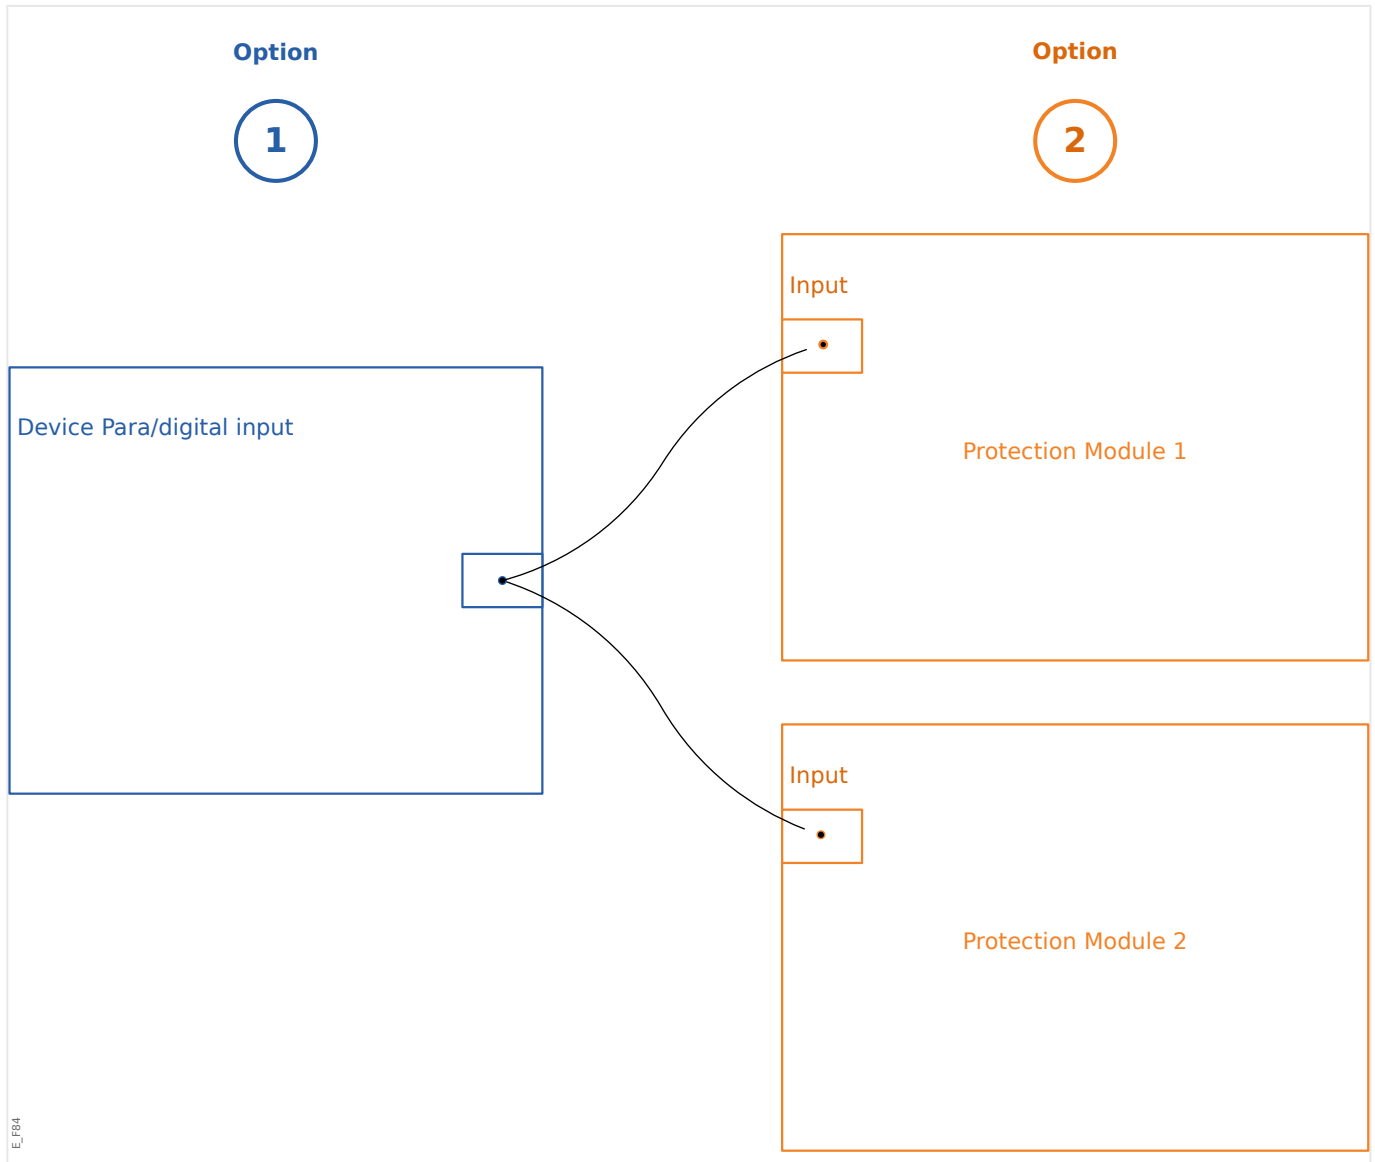 Option
1
Option
2
Device Para/digital input
Input
Protection Module 1
Input
Protection Module 2
E_F84